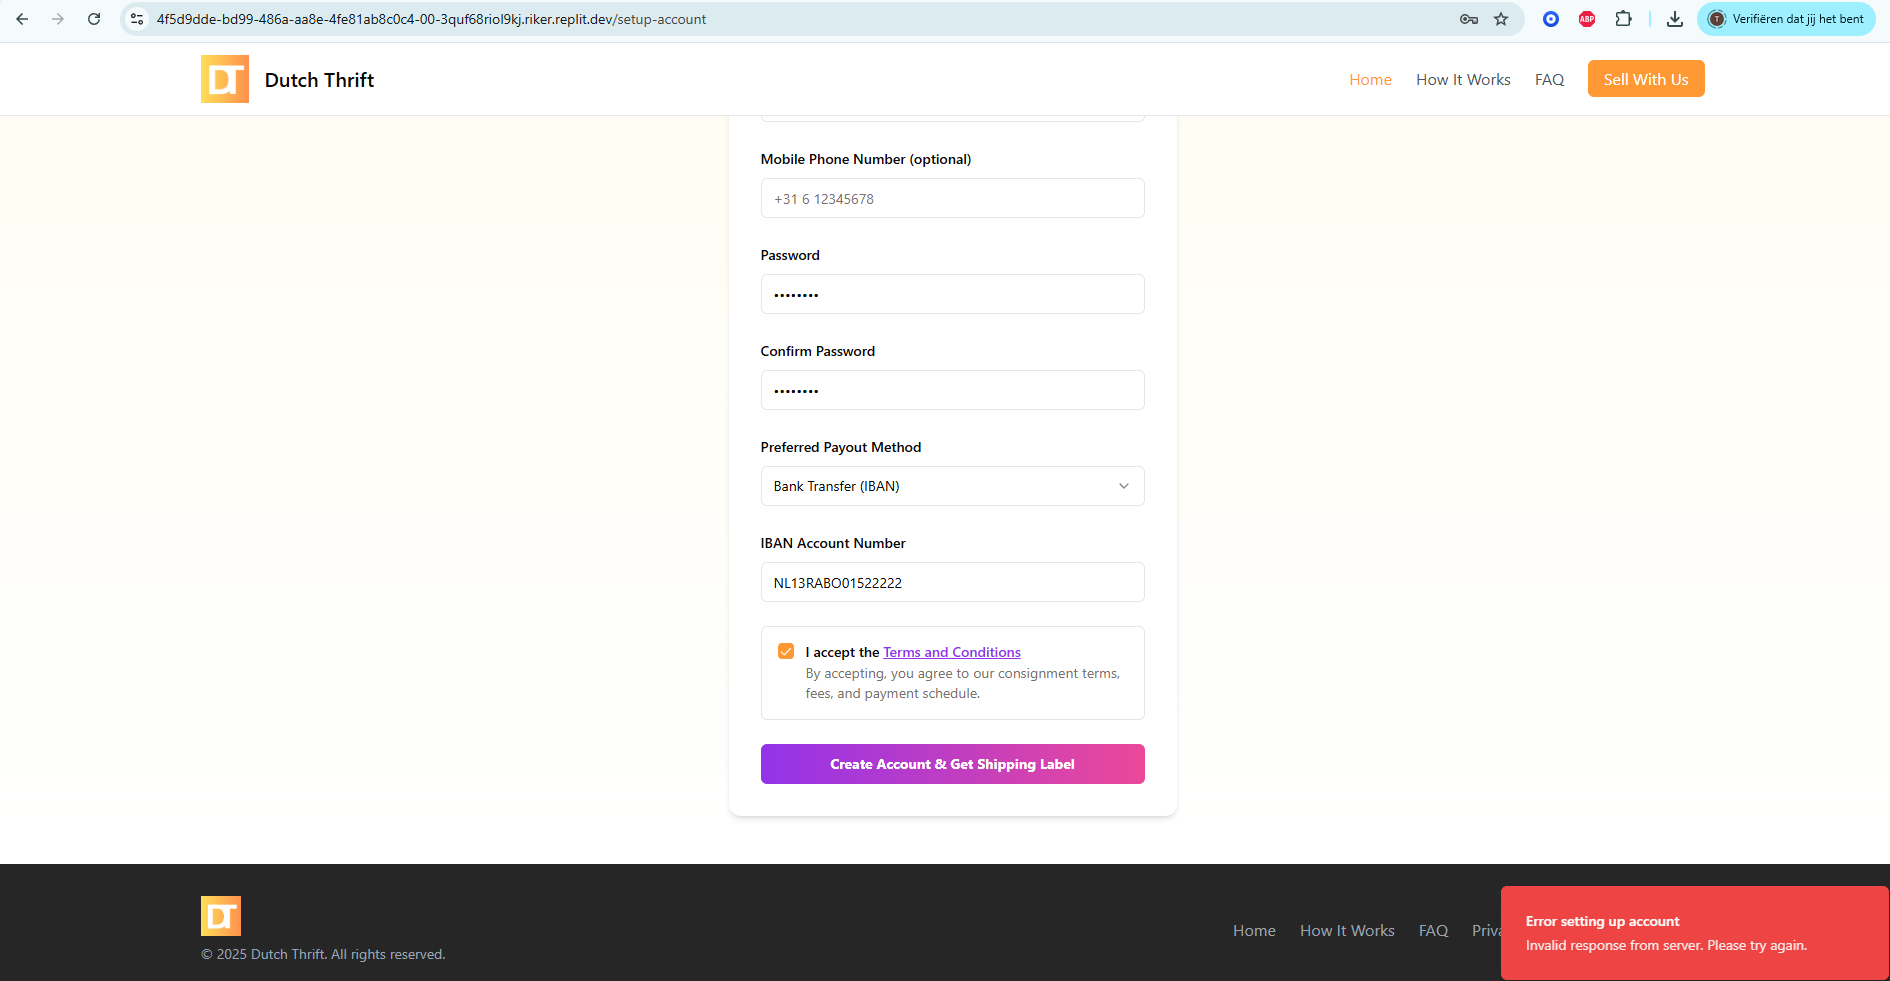 4f5d9dde-bd99-486a-aa8e-4fe81ab8c0c4-00-3quf68riol9kj.riker.replit.dev/setup-account
ABP
T
Verifiëren dat jij het bent
DT
Dutch Thrift
Home
How It Works
FAQ
Sell With Us
Mobile Phone Number (optional)
+31 6 12345678
Password
••••••••
Confirm Password
••••••••
Preferred Payout Method
Bank Transfer (IBAN)
IBAN Account Number
NL13RABO01522222
I accept the Terms and Conditions
By accepting, you agree to our consignment terms,
fees, and payment schedule.
Create Account & Get Shipping Label
DT
© 2025 Dutch Thrift. All rights reserved.
Home
How It Works
FAQ
Priva
Error setting up account
Invalid response from server. Please try again.